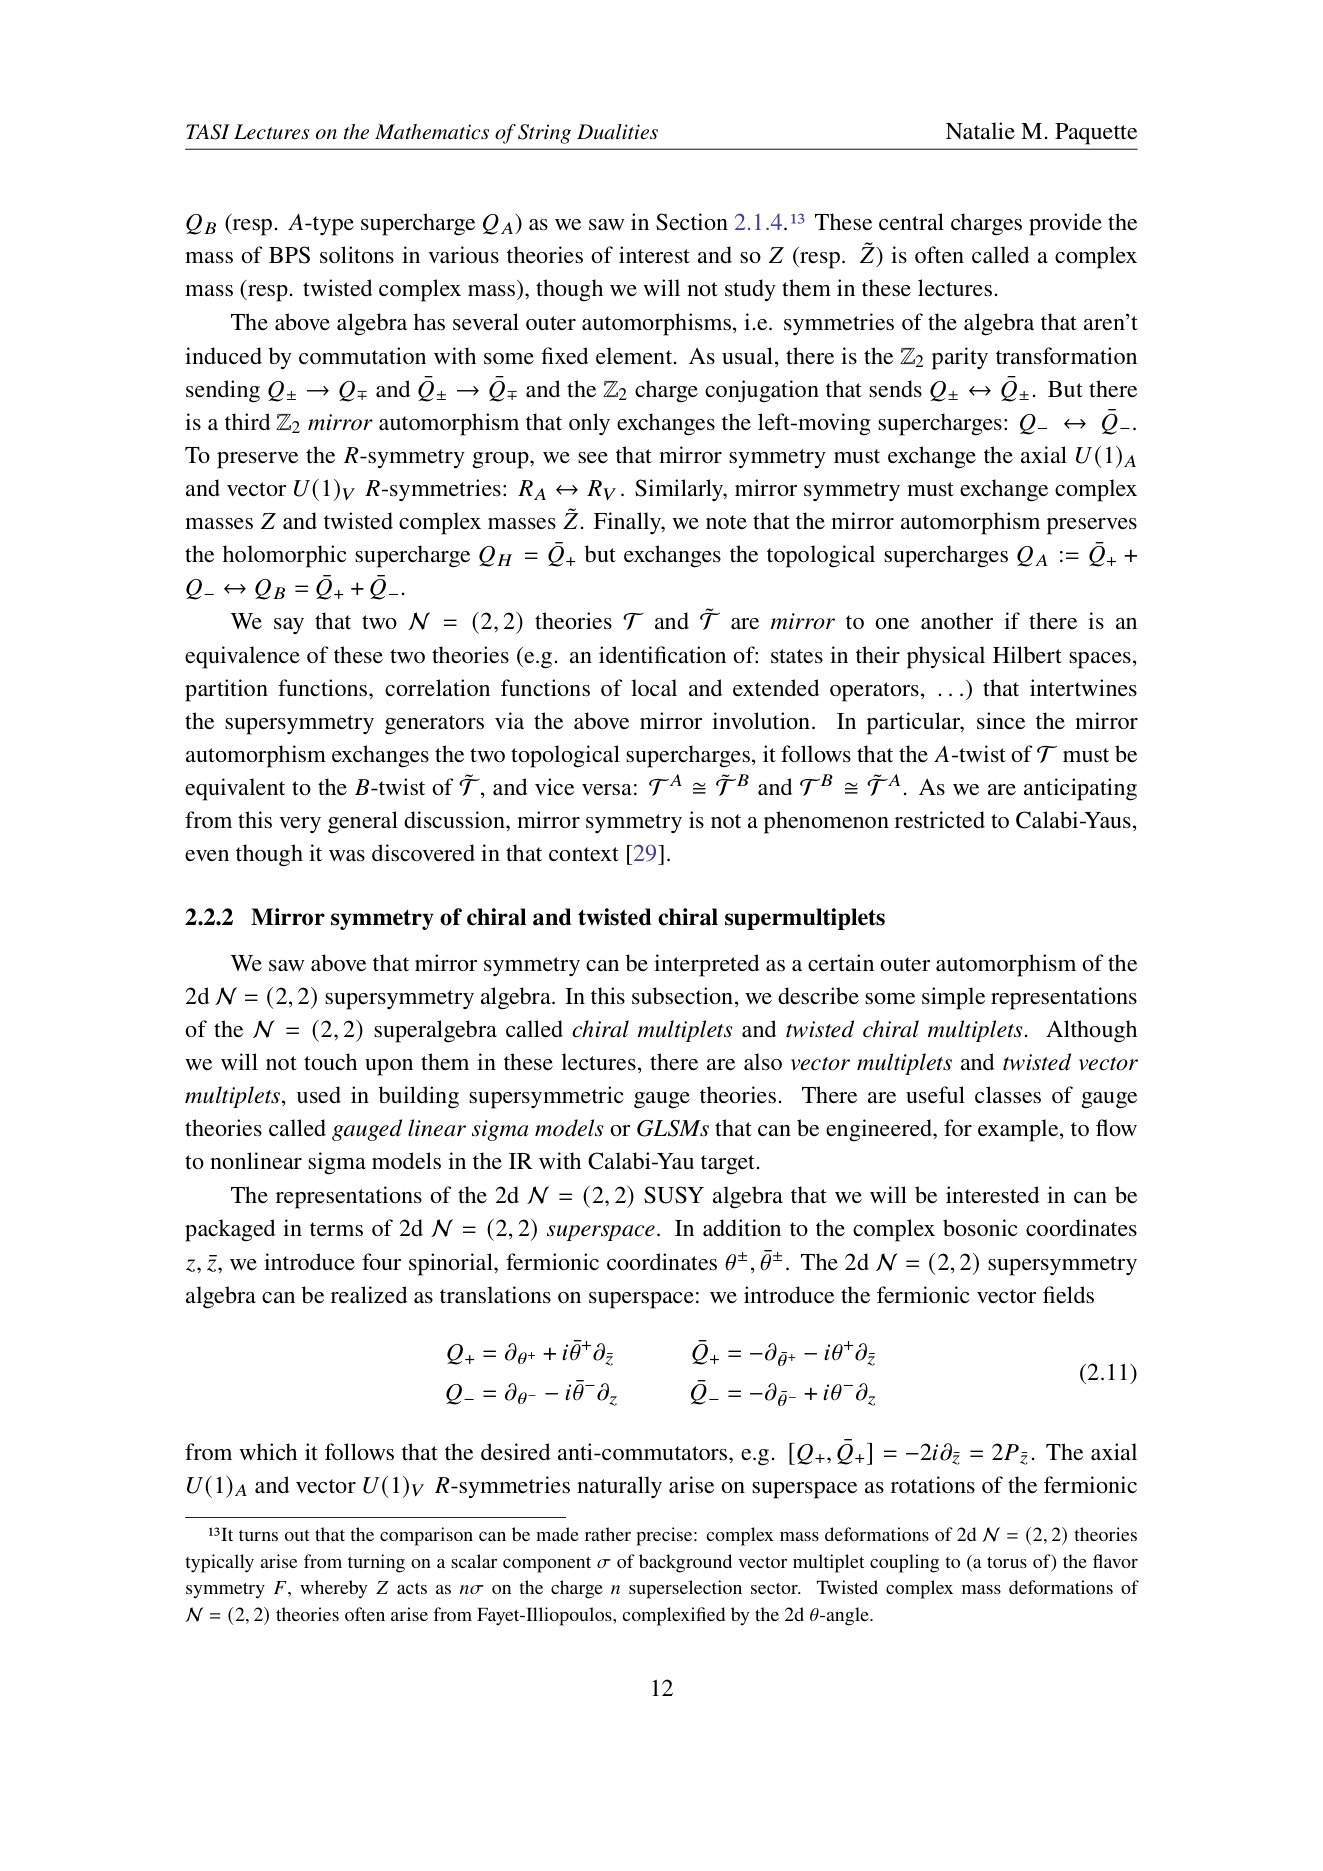 TASI Lectures on the Mathematics of String Dualities Natalie M. Paquette
Q_B (resp. A-type supercharge Q_A) as we saw in Section 2.1.4.¹³ These central charges provide the
mass of BPS solitons in various theories of interest and so Z (resp. Z̃) is often called a complex
mass (resp. twisted complex mass), though we will not study them in these lectures.
The above algebra has several outer automorphisms, i.e. symmetries of the algebra that aren't
induced by commutation with some fixed element. As usual, there is the ℤ₂ parity transformation
sending Q_± → Q_∓ and Q̄_± → Q̄_∓ and the ℤ₂ charge conjugation that sends Q_± ↔ Q̄_±. But there
is a third ℤ₂ mirror automorphism that only exchanges the left-moving supercharges: Q_− ↔ Q̄_−.
To preserve the R-symmetry group, we see that mirror symmetry must exchange the axial U(1)_A
and vector U(1)_V R-symmetries: R_A ↔ R_V. Similarly, mirror symmetry must exchange complex
masses Z and twisted complex masses Z̃. Finally, we note that the mirror automorphism preserves
the holomorphic supercharge Q_H = Q̄_+ but exchanges the topological supercharges Q_A := Q̄_+ +
Q_− ↔ Q_B = Q̄_+ + Q̄_−.
We say that two 𝒩 = (2, 2) theories 𝒯 and 𝒯̃ are mirror to one another if there is an
equivalence of these two theories (e.g. an identification of: states in their physical Hilbert spaces,
partition functions, correlation functions of local and extended operators, ...) that intertwines
the supersymmetry generators via the above mirror involution. In particular, since the mirror
automorphism exchanges the two topological supercharges, it follows that the A-twist of 𝒯 must be
equivalent to the B-twist of 𝒯̃, and vice versa: 𝒯^A ≅ 𝒯̃^B and 𝒯^B ≅ 𝒯̃^A. As we are anticipating
from this very general discussion, mirror symmetry is not a phenomenon restricted to Calabi-Yaus,
even though it was discovered in that context [29].
2.2.2 Mirror symmetry of chiral and twisted chiral supermultiplets
We saw above that mirror symmetry can be interpreted as a certain outer automorphism of the
2d 𝒩 = (2, 2) supersymmetry algebra. In this subsection, we describe some simple representations
of the 𝒩 = (2, 2) superalgebra called chiral multiplets and twisted chiral multiplets. Although
we will not touch upon them in these lectures, there are also vector multiplets and twisted vector
multiplets, used in building supersymmetric gauge theories. There are useful classes of gauge
theories called gauged linear sigma models or GLSMs that can be engineered, for example, to flow
to nonlinear sigma models in the IR with Calabi-Yau target.
The representations of the 2d 𝒩 = (2, 2) SUSY algebra that we will be interested in can be
packaged in terms of 2d 𝒩 = (2, 2) superspace. In addition to the complex bosonic coordinates
z, z̄, we introduce four spinorial, fermionic coordinates θ^±, θ̄^±. The 2d 𝒩 = (2, 2) supersymmetry
algebra can be realized as translations on superspace: we introduce the fermionic vector fields
Q_+ = ∂_{θ^+} + iθ̄^+∂_{z̄} Q̄_+ = −∂_{θ̄^+} − iθ^+∂_{z̄}
Q_− = ∂_{θ^−} − iθ̄^−∂_z Q̄_− = −∂_{θ̄^−} + iθ^−∂_z
(2.11)
from which it follows that the desired anti-commutators, e.g. [Q_+, Q̄_+] = −2i∂_{z̄} = 2P_{z̄}. The axial
U(1)_A and vector U(1)_V R-symmetries naturally arise on superspace as rotations of the fermionic
¹³It turns out that the comparison can be made rather precise: complex mass deformations of 2d 𝒩 = (2, 2) theories
typically arise from turning on a scalar component σ of background vector multiplet coupling to (a torus of) the flavor
symmetry F, whereby Z acts as nσ on the charge n superselection sector. Twisted complex mass deformations of
𝒩 = (2, 2) theories often arise from Fayet-Illiopoulos, complexified by the 2d θ-angle.
12